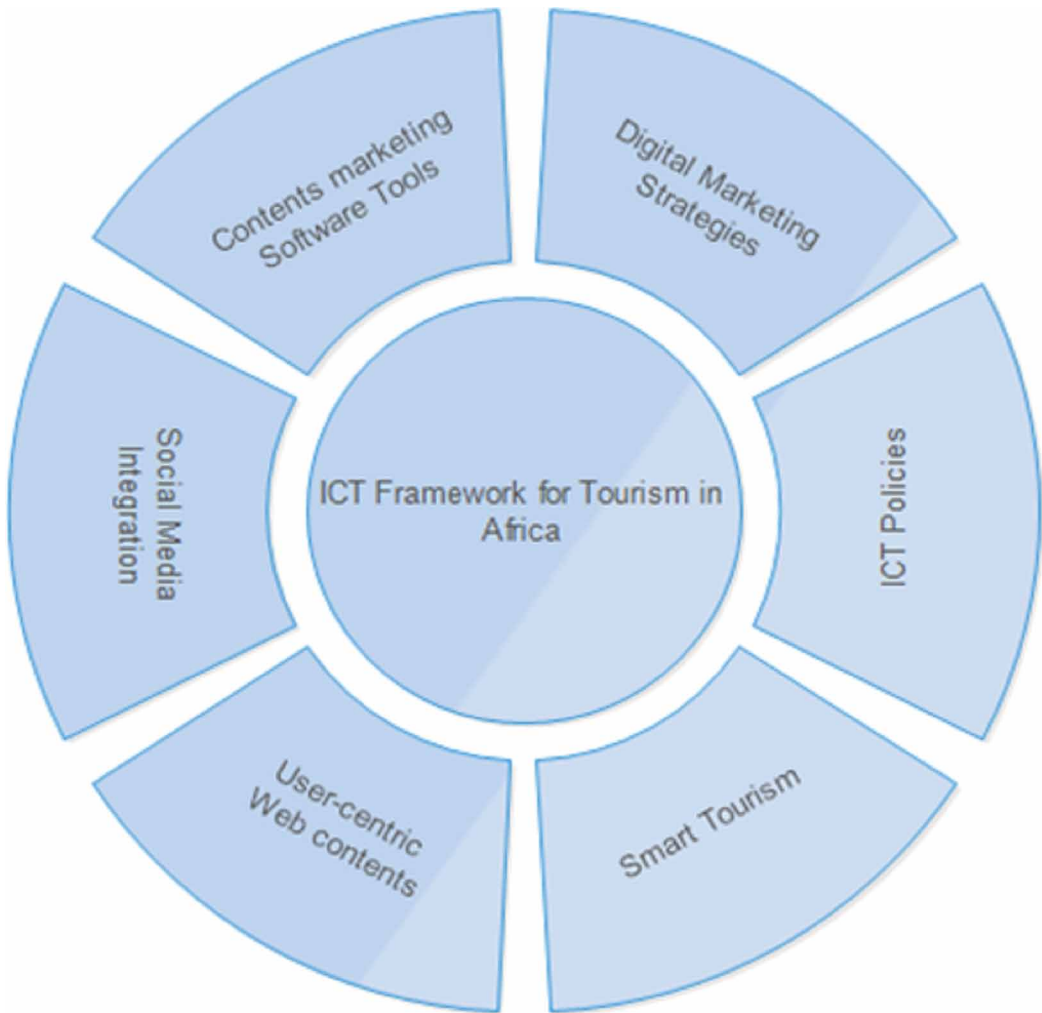 Contents marketing
Software Tools
Digital Marketing
Strategies
Social Media
Integration
ICT Framework for Tourism in
Africa
ICT Policies
User-centric
Web contents
Smart Tourism